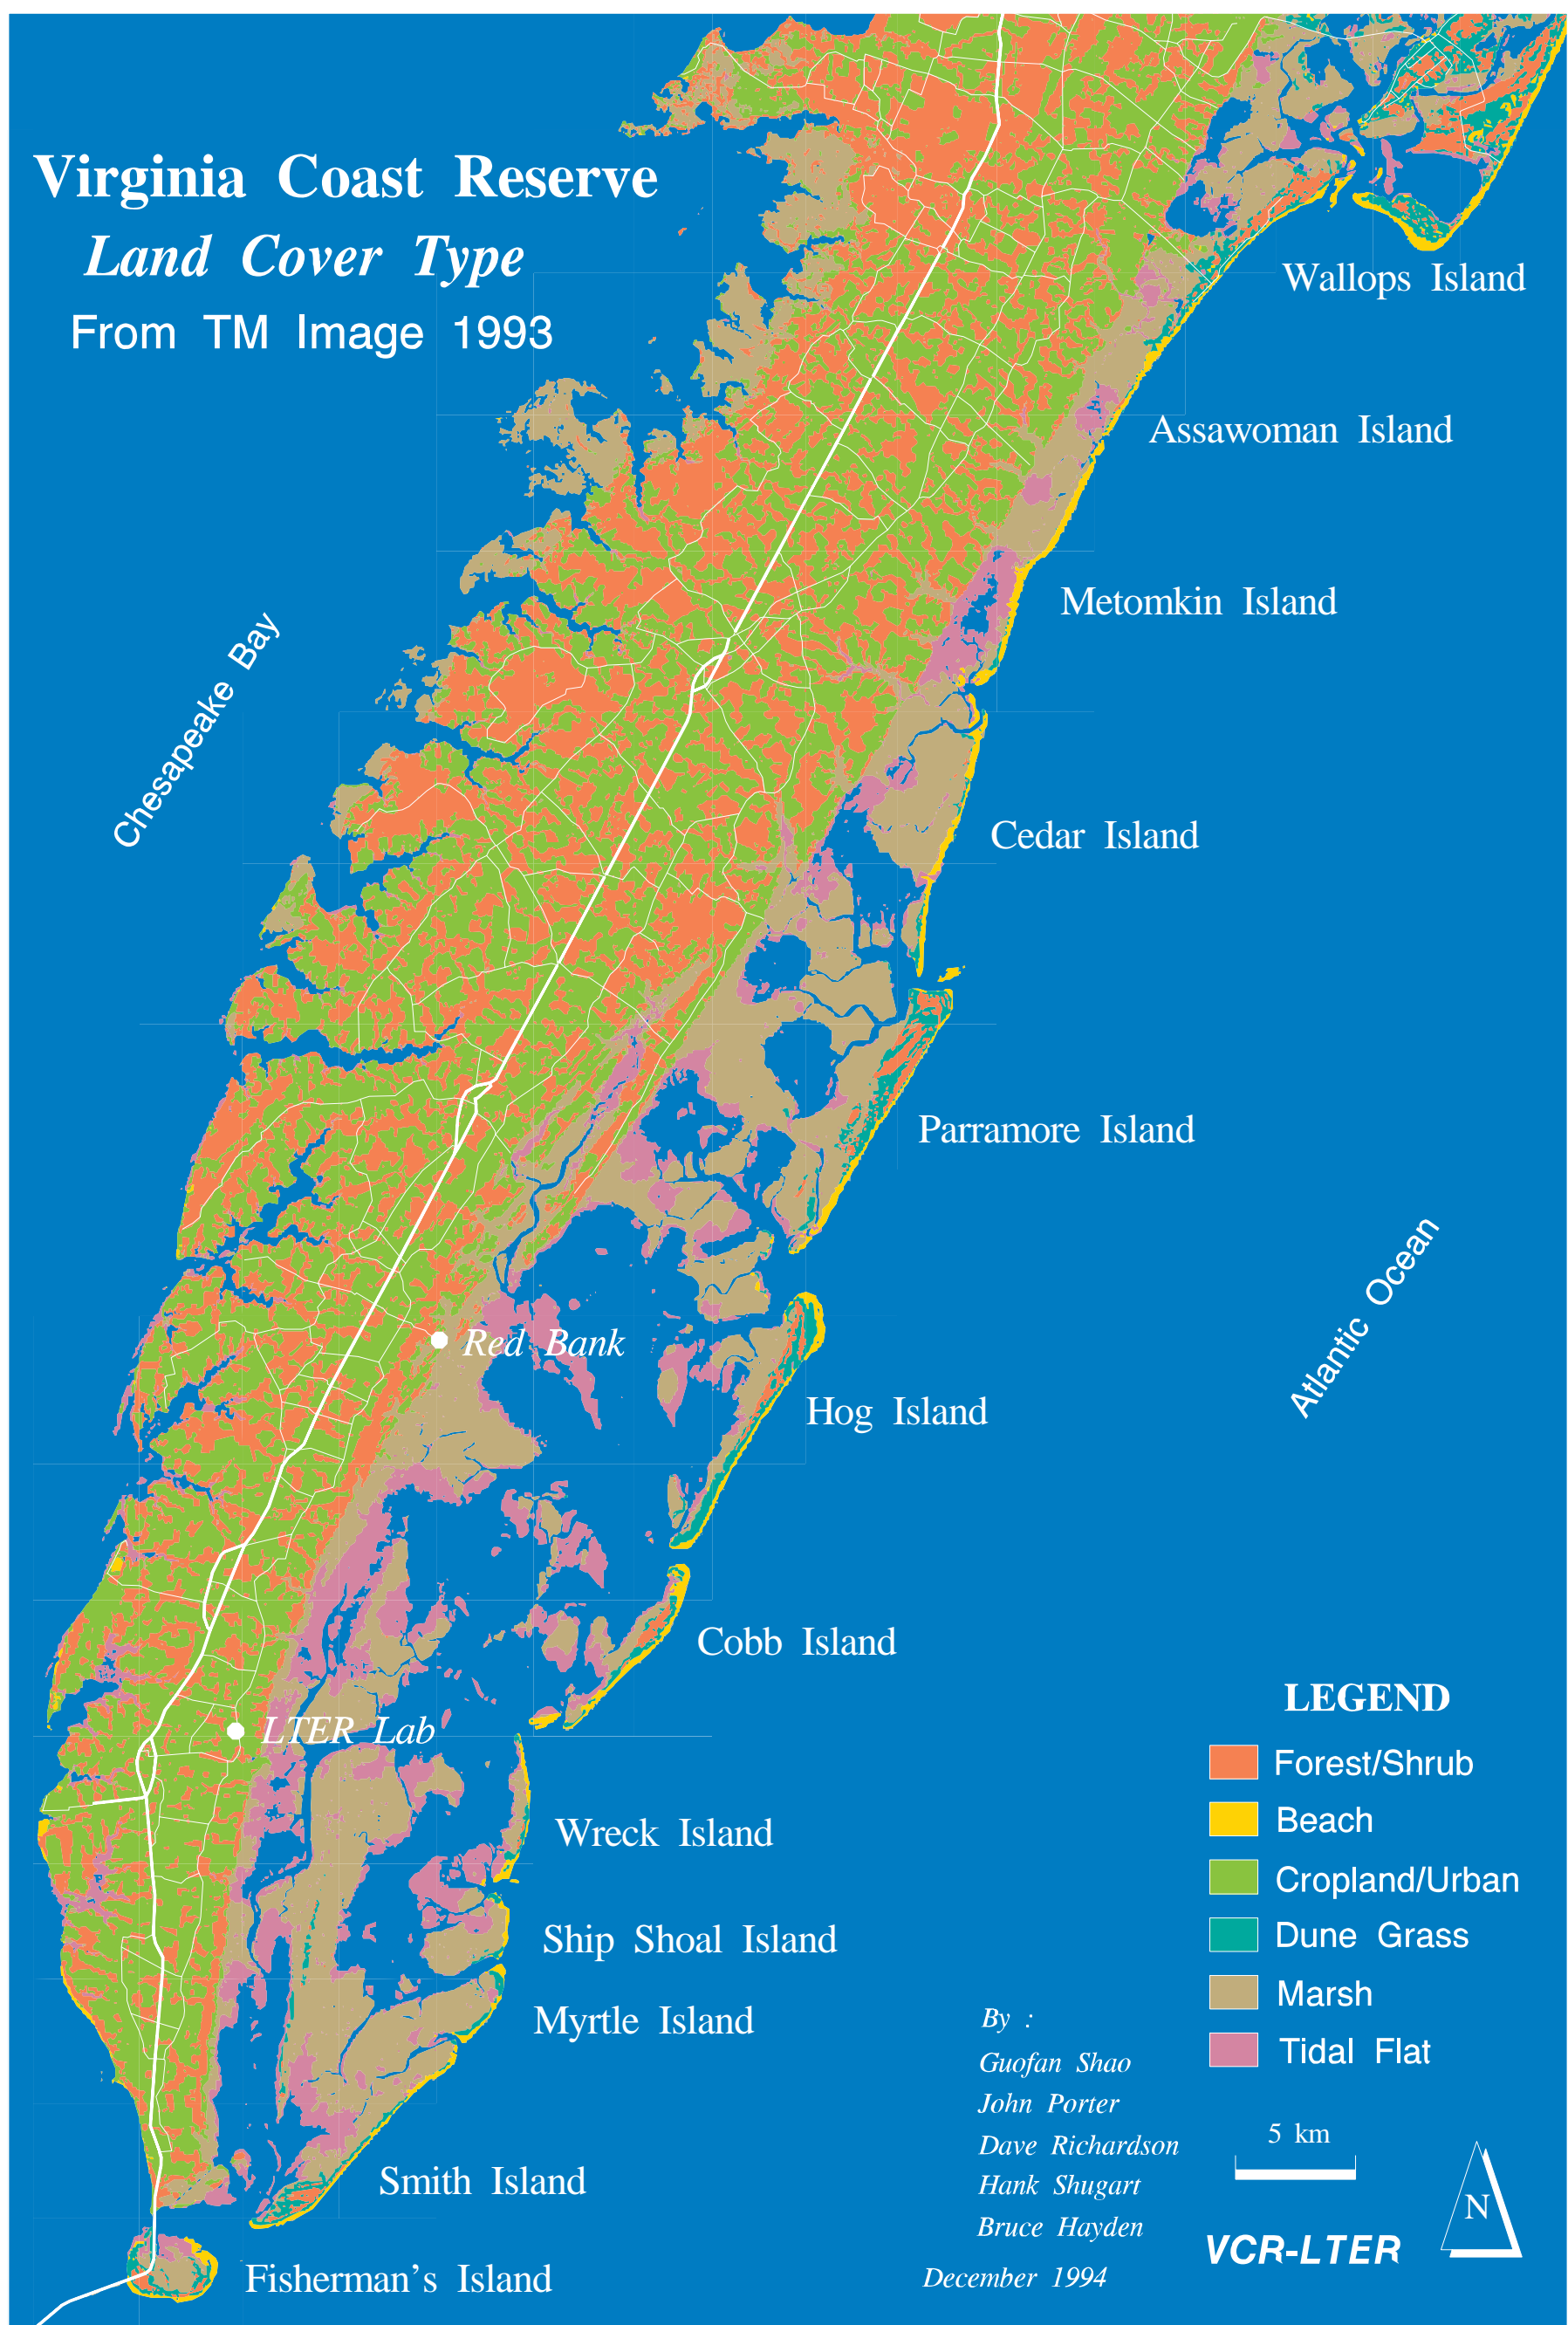 Virginia Coast Reserve
Land Cover Type
From TM Image 1993
Wallops Island
Assawoman Island
Metomkin Island
Chesapeake Bay
Cedar Island
Parramore Island
Atlantic Ocean
Red Bank
Hog Island
Cobb Island
LTER Lab
Wreck Island
Ship Shoal Island
Myrtle Island
Smith Island
Fisherman's Island
LEGEND
Forest/Shrub
Beach
Cropland/Urban
Dune Grass
Marsh
Tidal Flat
By :
Guofan Shao
John Porter
Dave Richardson
Hank Shugart
Bruce Hayden
December 1994
5 km
N
VCR-LTER